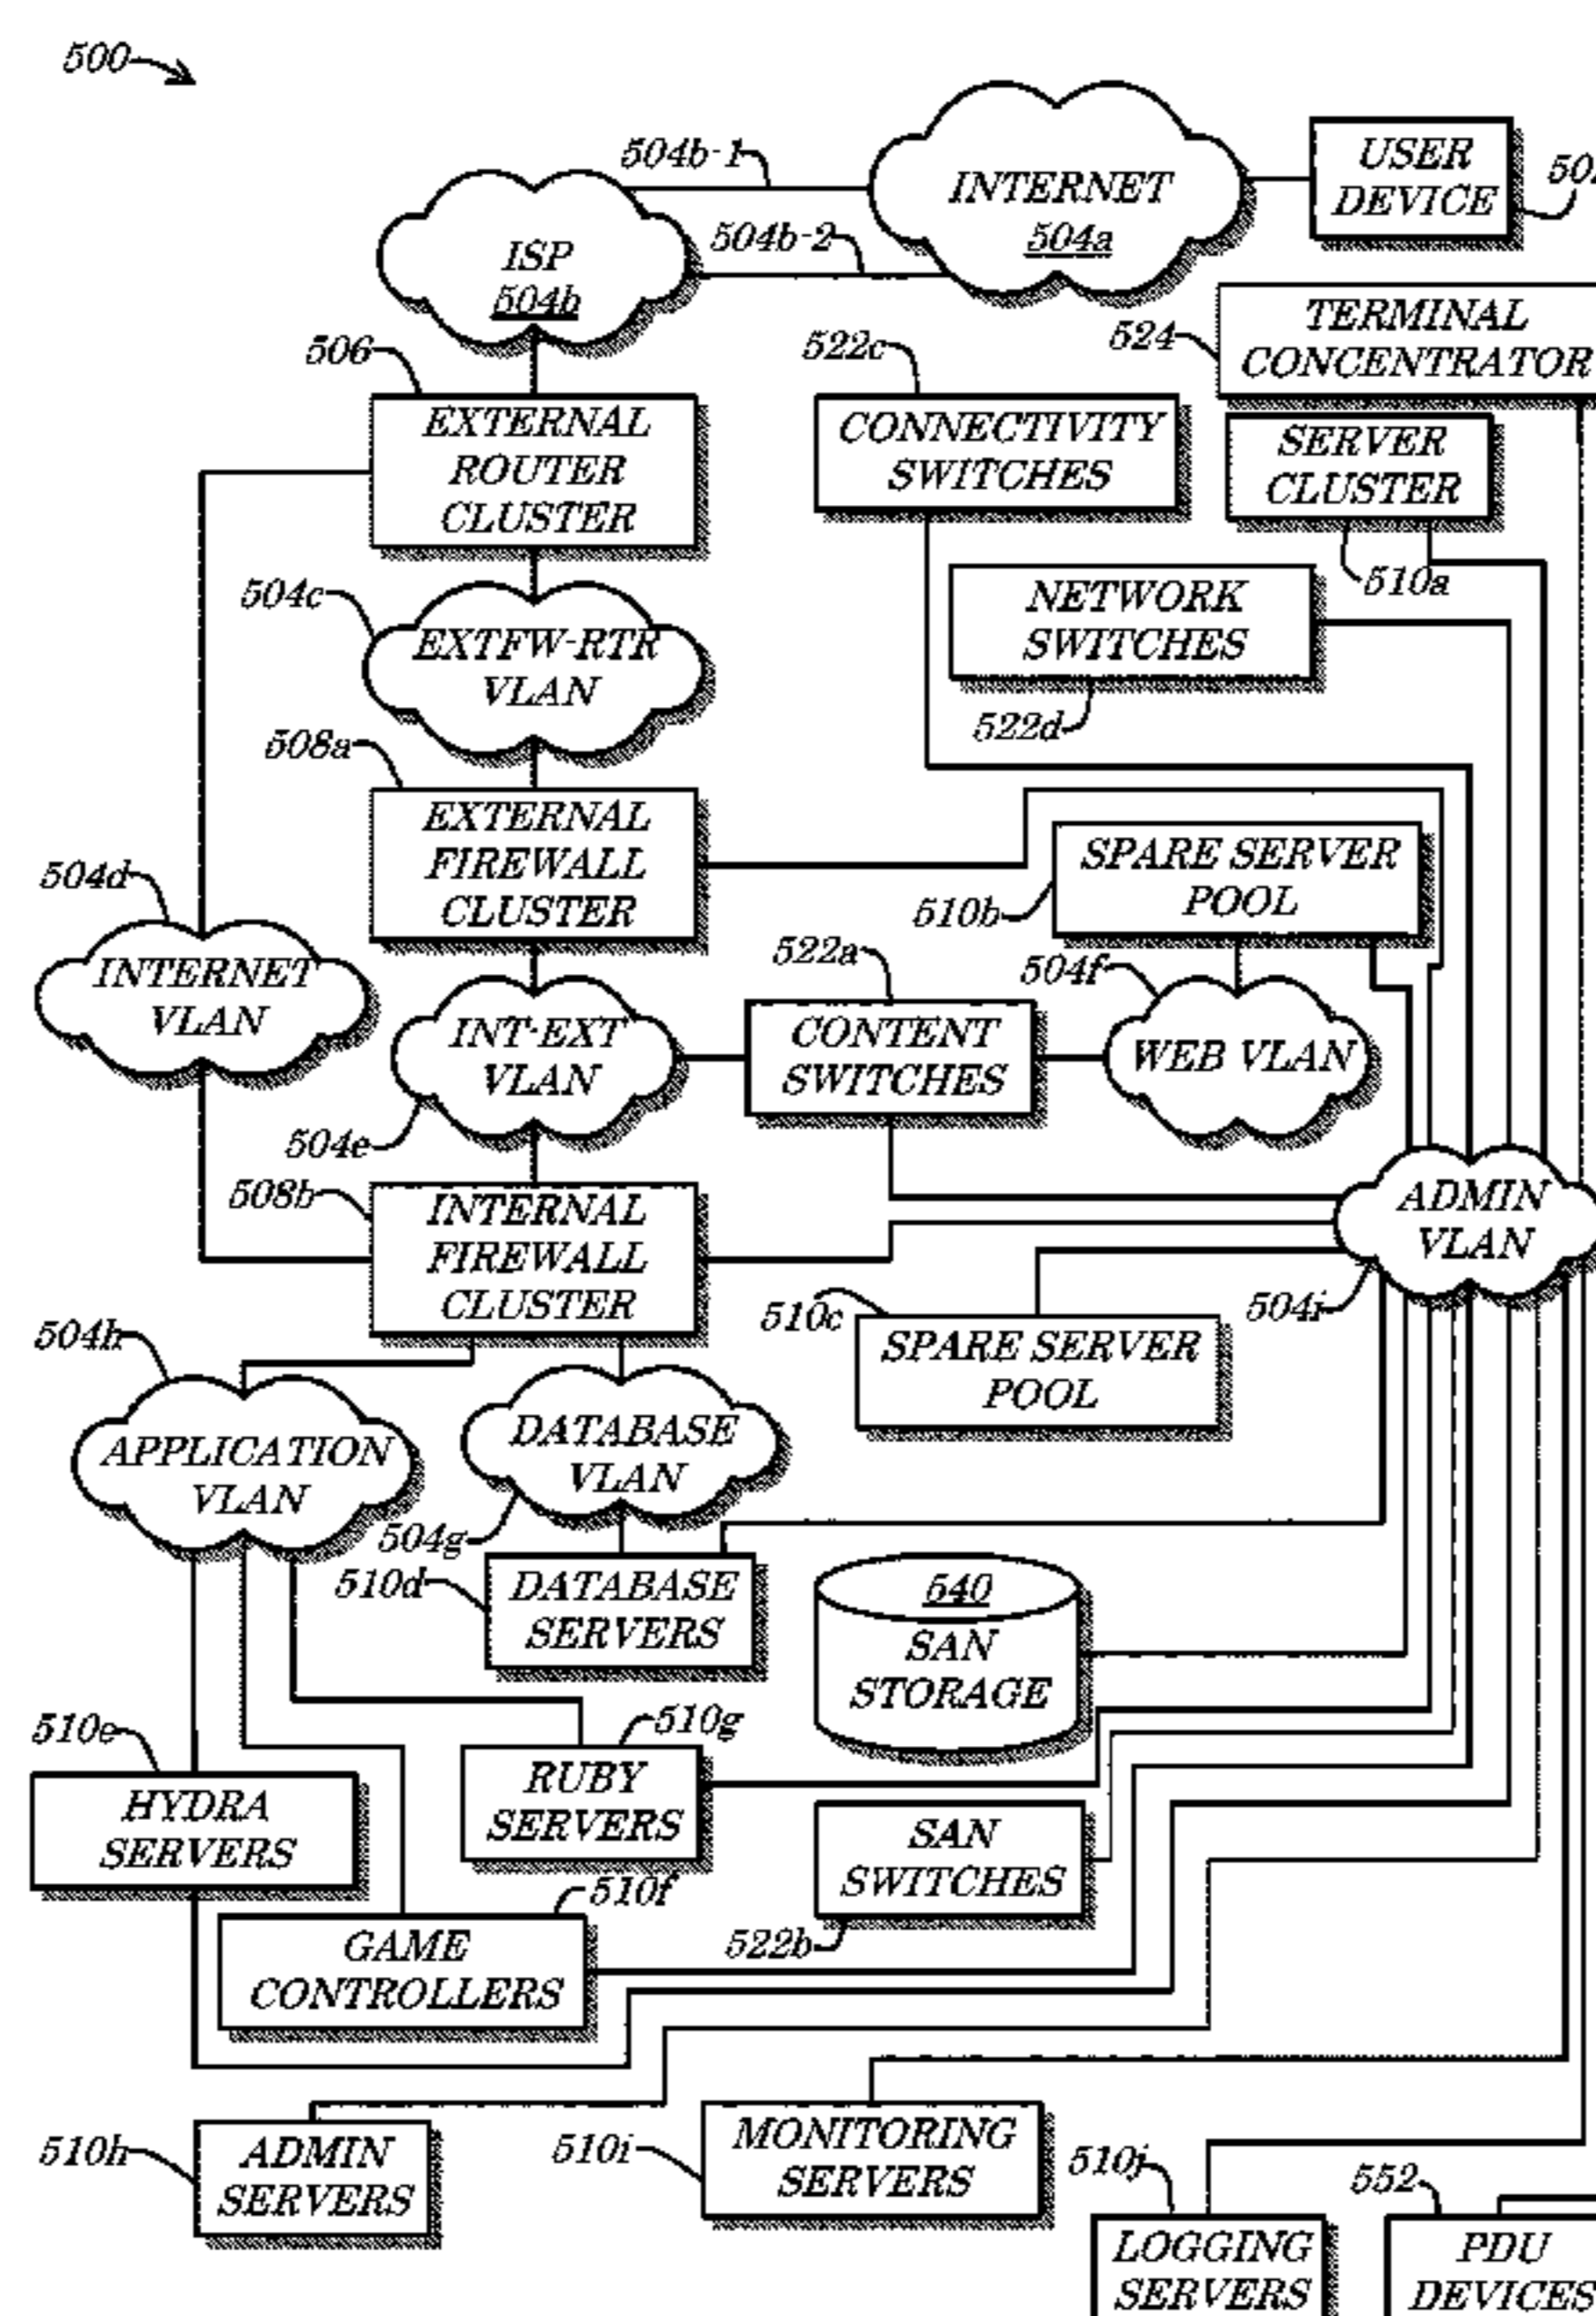 500
504b-1
INTERNET
504a
USER
DEVICE
ISP
504b
504b-2
506
522c
524
TERMINAL
CONCENTRATOR
EXTERNAL
ROUTER
CLUSTER
CONNECTIVITY
SWITCHES
SERVER
CLUSTER
510a
504c
EXTFW-RTR
VLAN
NETWORK
SWITCHES
522d
508a
EXTERNAL
FIREWALL
CLUSTER
504d
INTERNET
VLAN
SPARE SERVER
POOL
510b
522a
504f
INT-EXT
VLAN
504e
CONTENT
SWITCHES
WEB VLAN
508b
INTERNAL
FIREWALL
CLUSTER
ADMIN
VLAN
504i
510c
SPARE SERVER
POOL
504h
APPLICATION
VLAN
DATABASE
VLAN
504g
510d
DATABASE
SERVERS
540
SAN
STORAGE
510e
HYDRA
SERVERS
510g
RUBY
SERVERS
SAN
SWITCHES
522b
510f
GAME
CONTROLLERS
510h
ADMIN
SERVERS
510i
MONITORING
SERVERS
510j
LOGGING
SERVERS
552
PDU
DEVICES